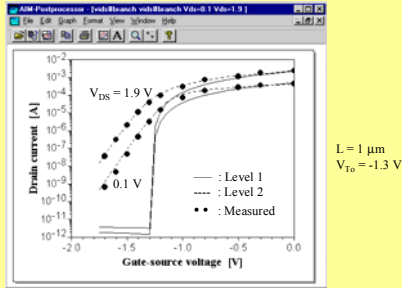 AIM-Postprocessor - [vids#branch vids#branch Vds=0.1 Vds=1.9 ]
File Edit Graph Format View Window Help
10⁻²
10⁻³
10⁻⁴
10⁻⁵
10⁻⁶
10⁻⁷
10⁻⁸
10⁻⁹
10⁻¹⁰
10⁻¹¹
10⁻¹²
Drain current [A]
V_DS = 1.9 V
0.1 V
: Level 1
: Level 2
: Measured
-2.0 -1.5 -1.0 -0.5 0.0
Gate-source voltage [V]
L = 1 µm
V_To = -1.3 V